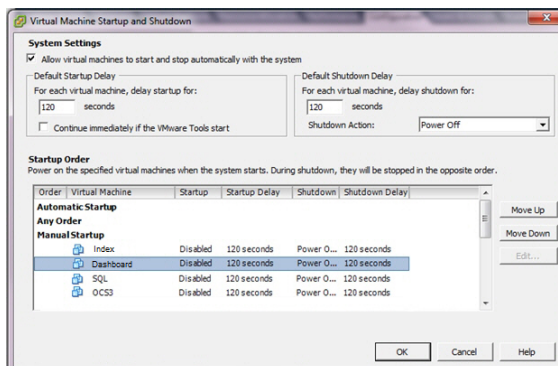 Virtual Machine Startup and Shutdown
System Settings
Allow virtual machines to start and stop automatically with the system
Default Startup Delay
For each virtual machine, delay startup for:
120 seconds
Continue immediately if the VMware Tools start
Default Shutdown Delay
For each virtual machine, delay shutdown for:
120 seconds
Shutdown Action: Power Off
Startup Order
Power on the specified virtual machines when the system starts. During shutdown, they will be stopped in the opposite order.
Order Virtual Machine Startup Startup Delay Shutdown Shutdown Delay
Automatic Startup
Any Order
Manual Startup
Index Disabled 120 seconds Power O... 120 seconds
Dashboard Disabled 120 seconds Power O... 120 seconds
SQL Disabled 120 seconds Power O... 120 seconds
OCS3 Disabled 120 seconds Power O... 120 seconds
Move Up
Move Down
Edit...
OK Cancel Help